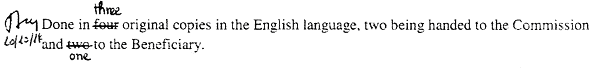 three
Done in four original copies in the English language, two being handed to the Commission
and two to the Beneficiary.
one